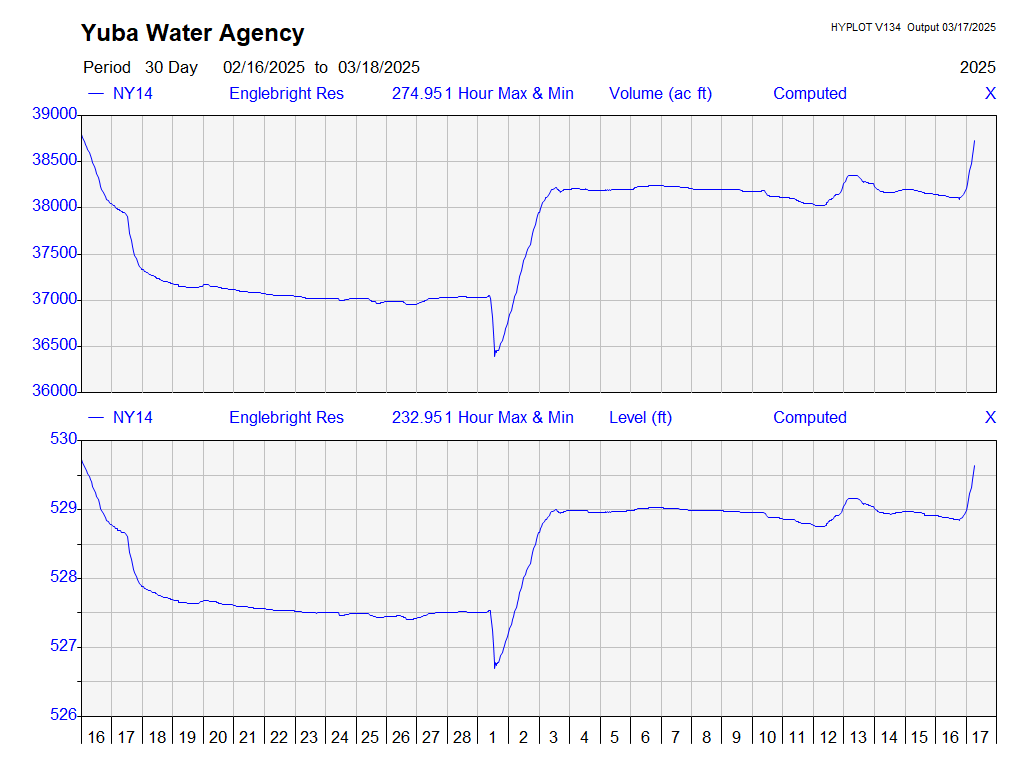 Yuba Water Agency
HYPLOT V134 Output 03/17/2025
Period 30 Day 02/16/2025 to 03/18/2025 2025
NY14 Englebright Res 274.951 Hour Max & Min Volume (ac ft) Computed X
39000
38500
38000
37500
37000
36500
36000
NY14 Englebright Res 232.951 Hour Max & Min Level (ft) Computed X
530
529
528
527
526
16 17 18 19 20 21 22 23 24 25 26 27 28 1 2 3 4 5 6 7 8 9 10 11 12 13 14 15 16 17